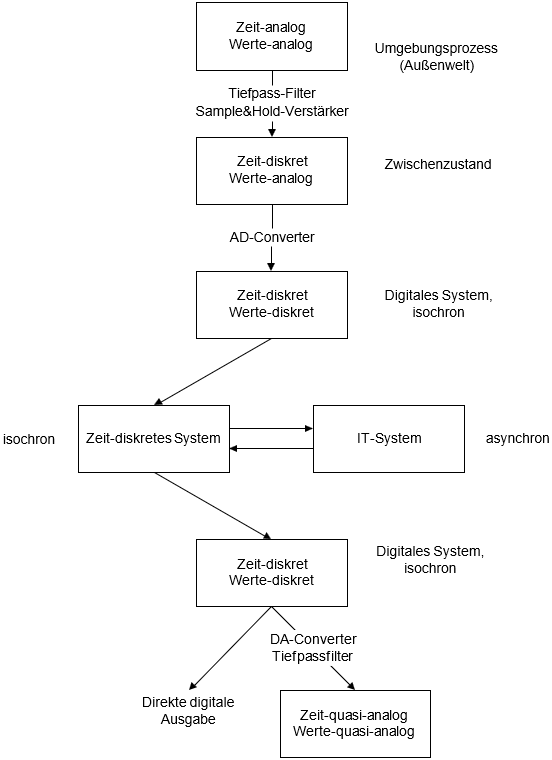 Zeit-analog
Werte-analog
Umgebungsprozess
(Außenwelt)
Tiefpass-Filter
Sample&Hold-Verstärker
Zeit-diskret
Werte-analog
Zwischenzustand
AD-Converter
Zeit-diskret
Werte-diskret
Digitales System,
isochron
isochron
Zeit-diskretes System
IT-System
asynchron
Zeit-diskret
Werte-diskret
Digitales System,
isochron
DA-Converter
Tiefpassfilter
Direkte digitale
Ausgabe
Zeit-quasi-analog
Werte-quasi-analog